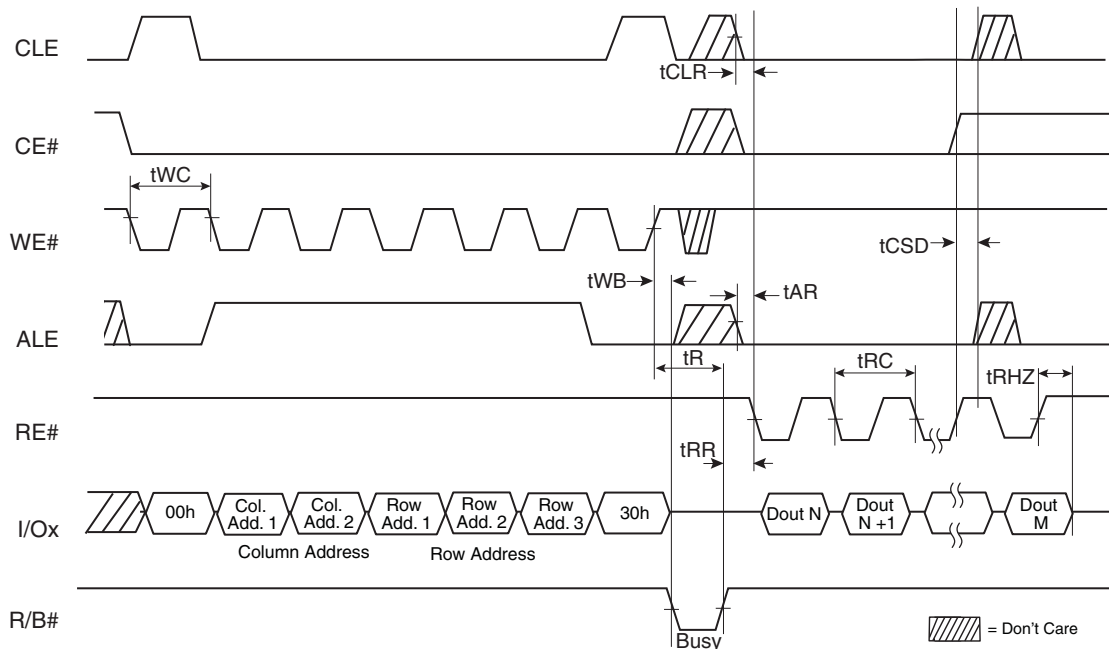 CLE
tCLR
CE#
tWC
WE#
tCSD
tWB
tAR
ALE
tR
tRC
tRHZ
RE#
tRR
I/Ox
00h
Col. Add. 1
Col. Add. 2
Row Add. 1
Row Add. 2
Row Add. 3
30h
Dout N
Dout N +1
Dout M
Column Address
Row Address
R/B#
Busy
= Don't Care